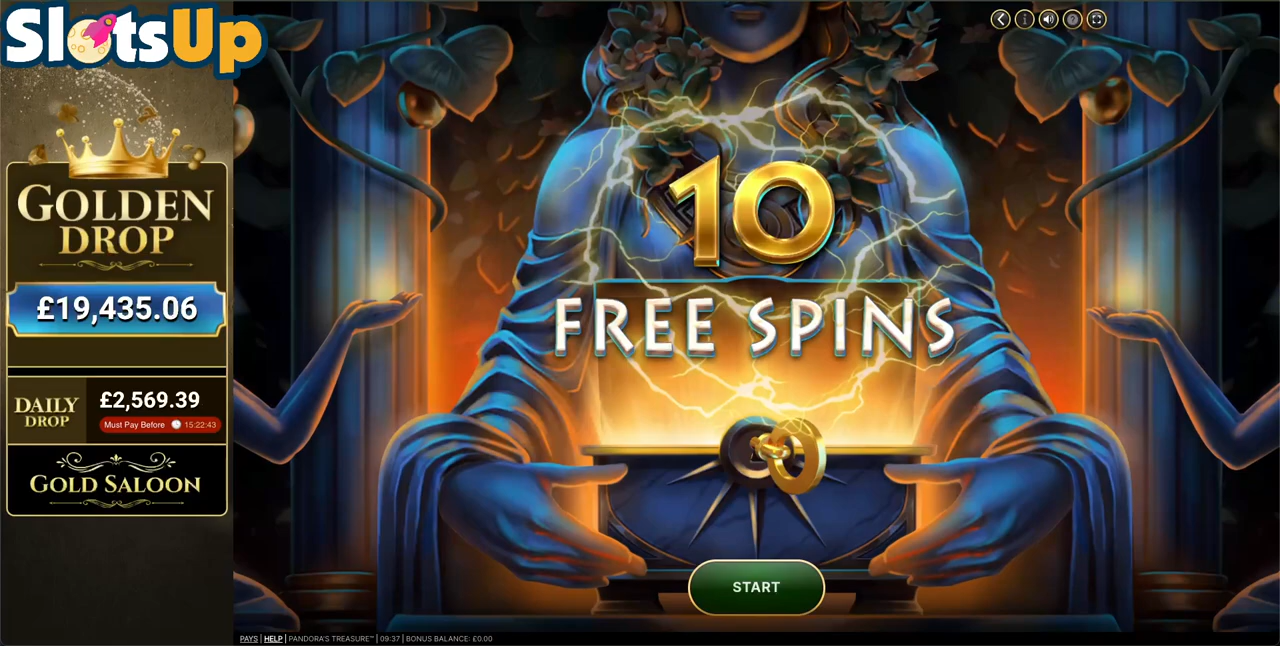 SlotsUp
GOLDEN
DROP
£19,435.06
DAILY
DROP
£2,569.39
Must Pay Before 15:22:43
GOLD SALOON
10
FREE SPINS
START
PAYS | HELP | PANDORA'S TREASURE™ | 09:37 | BONUS BALANCE: £0.00